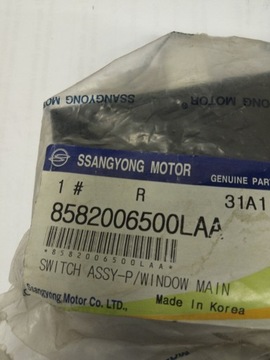 SSANGYONG MOTOR
SSANGYONG MOTOR GENUINE PART
1 # R 31A1
8582006500LAA
*8582006500LAA*
SWITCH ASSY-P/WINDOW MAIN
Ssangyong Motor Co., LTD., Made in Korea